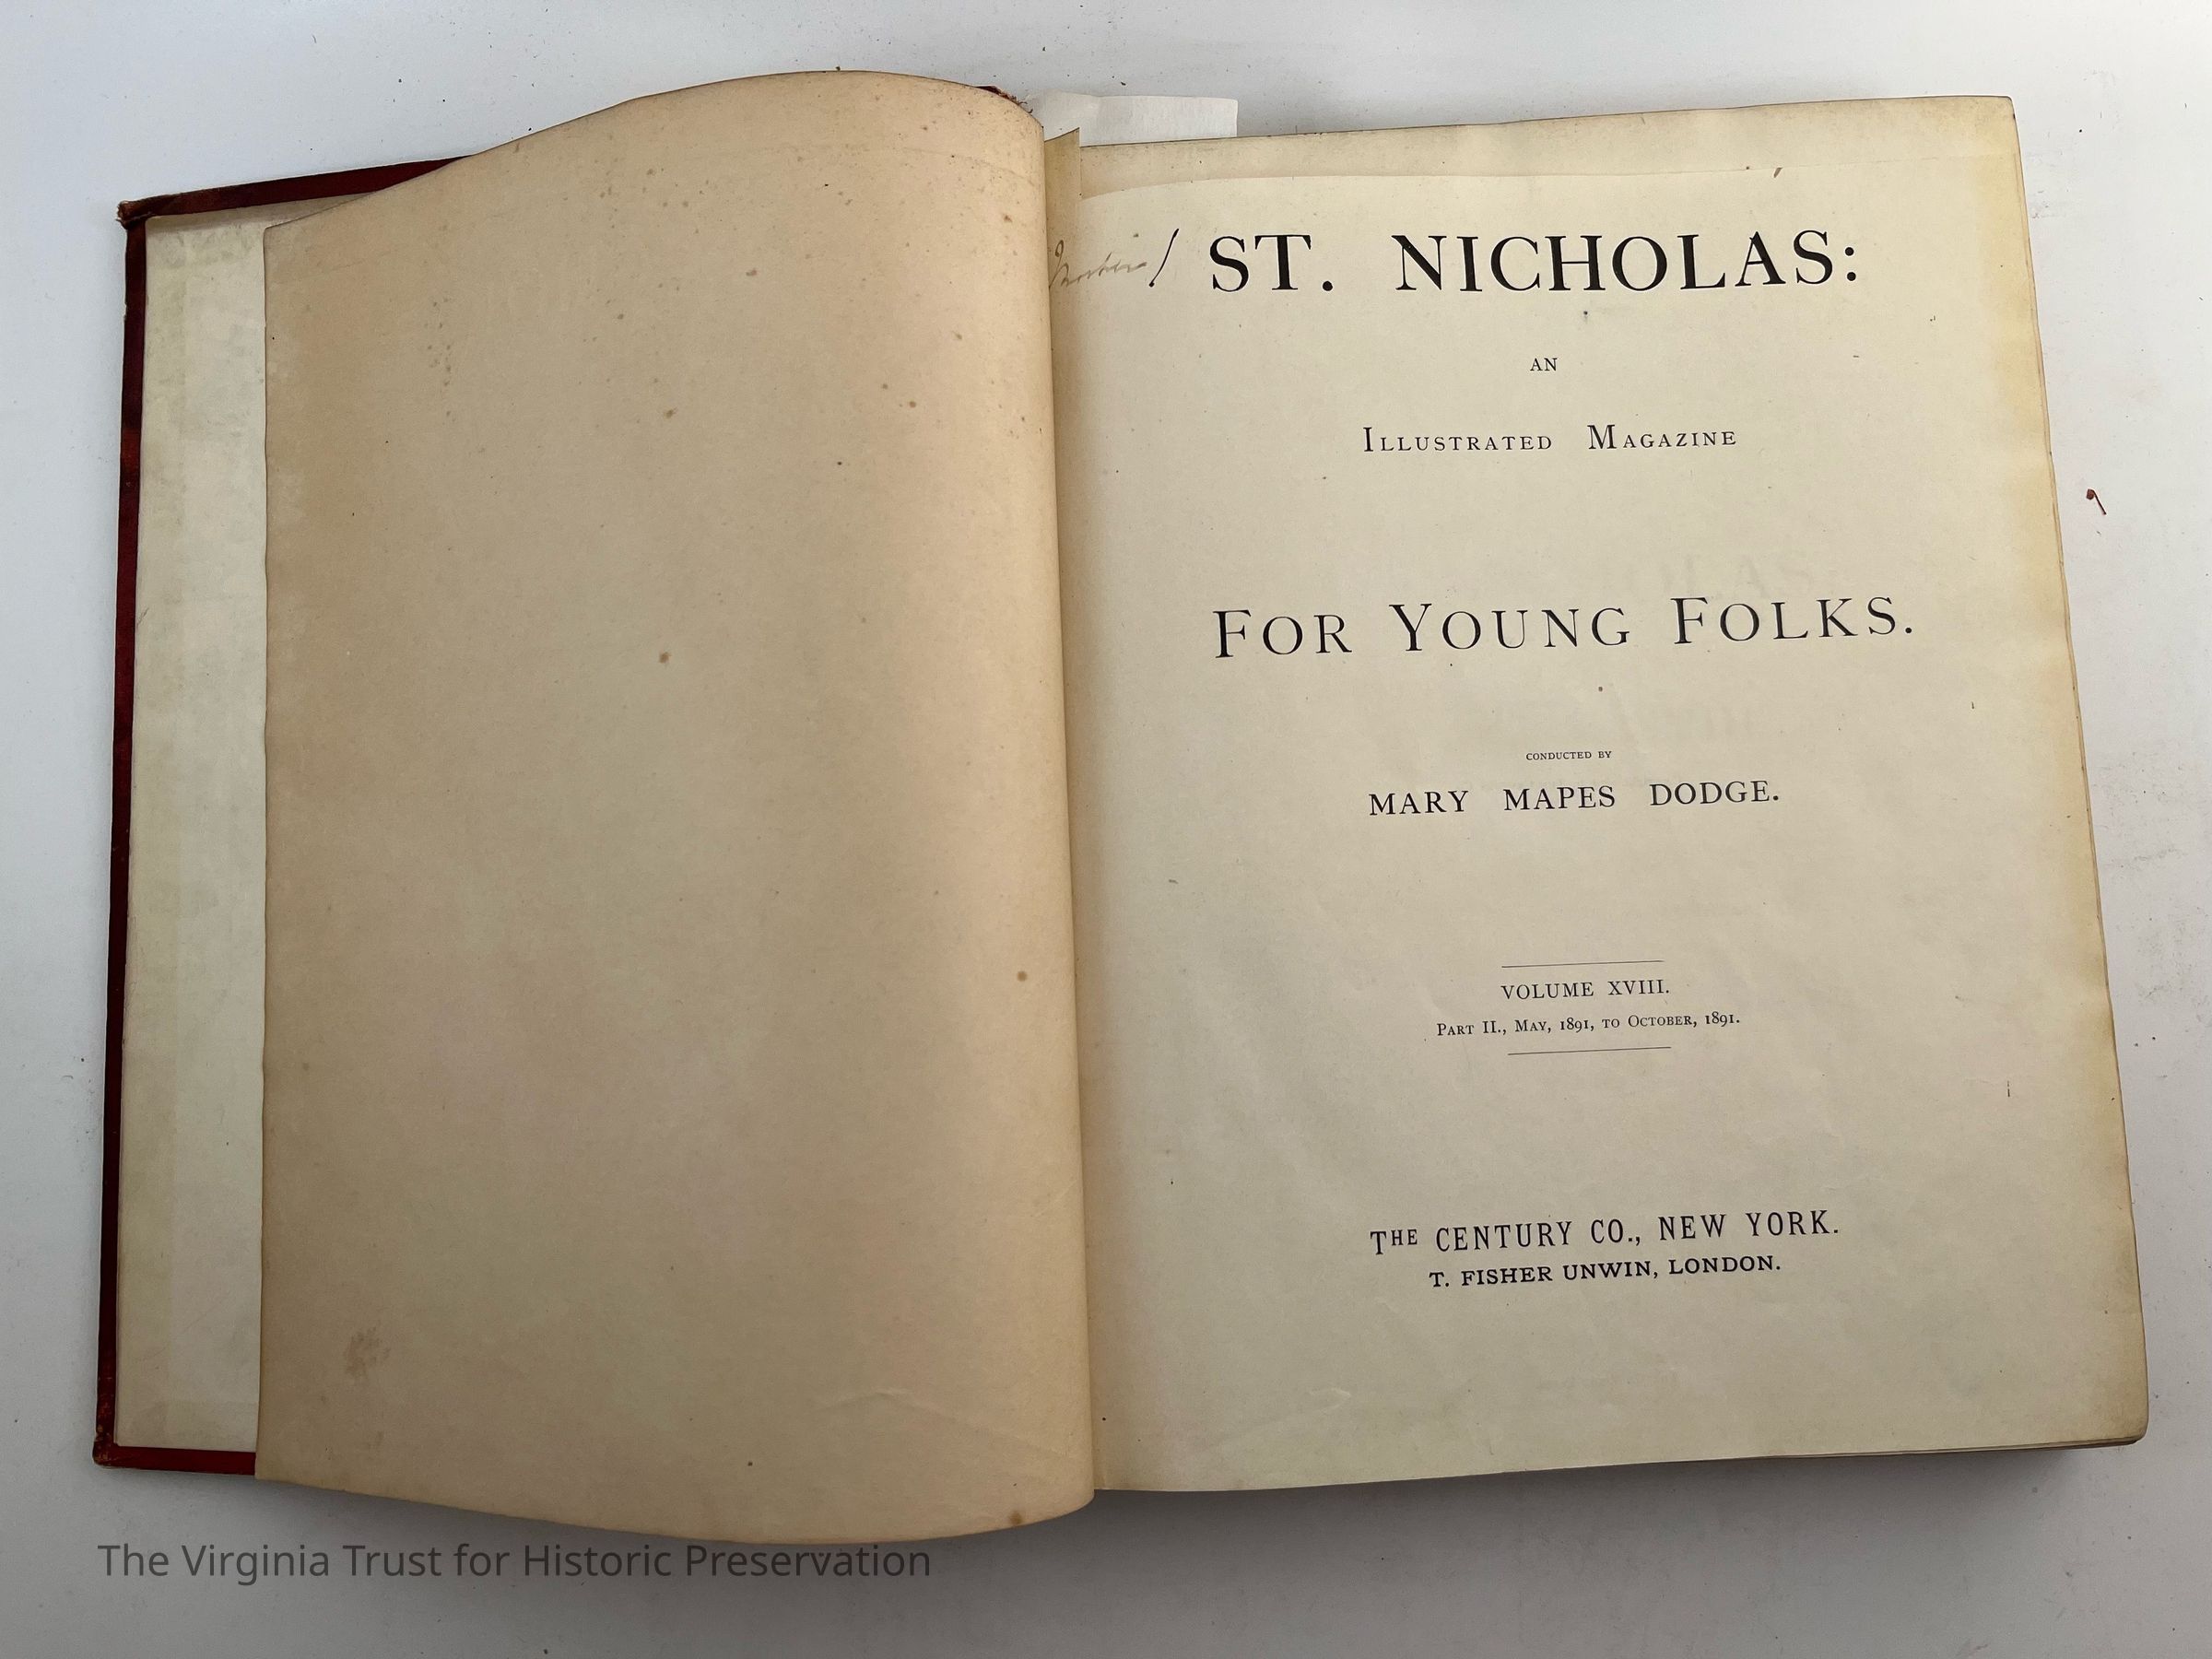 ST. NICHOLAS:
AN
ILLUSTRATED MAGAZINE
FOR YOUNG FOLKS.
CONDUCTED BY
MARY MAPES DODGE.
VOLUME XVIII.
PART II., MAY, 1891, TO OCTOBER, 1891.
THE CENTURY CO., NEW YORK.
T. FISHER UNWIN, LONDON.
The Virginia Trust for Historic Preservation